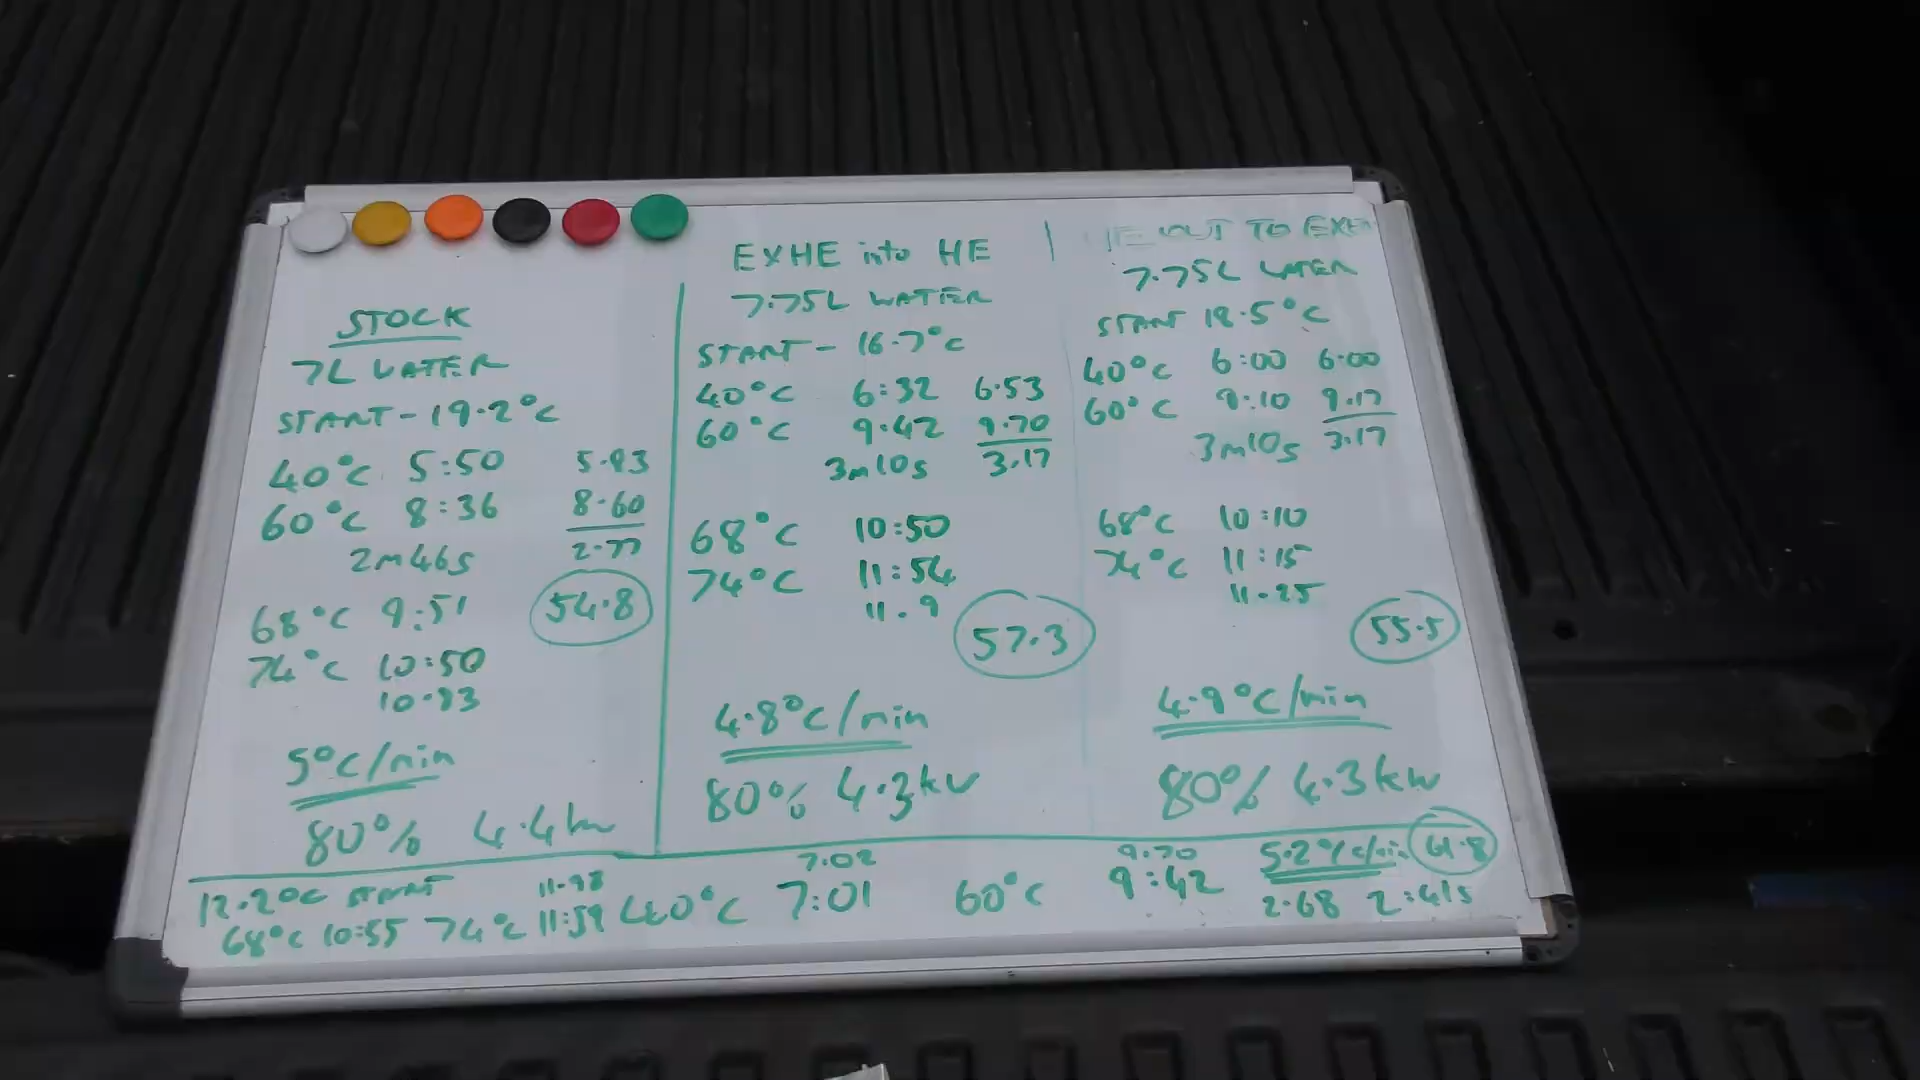 STOCK
7L WATER
START - 19.2°C
40°C 5:50 5.83
60°C 8:36 8.60
2m46s 2.77
54.8
68°C 9:51
74°C 10:50
10.83
5°C/min
80% 4.4kw
EXHE into HE
7.75L WATER
START - 16.7°C
40°C 6:32 6.53
60°C 9:42 9.70
3m10s 3.17
68°C 10:50
74°C 11:54
11.9
57.3
4.8°C/min
80% 4.3kw
HE OUT TO EXHE
7.75L WATER
START 18.5°C
40°C 6:00 6.00
60°C 9:10 9.17
3m10s 3.17
68°C 10:10
74°C 11:15
11.25
55.5
4.9°C/min
80% 4.3kw
12.2°C START 11.98
68°C 10:55 74°C 11:59
7.02
40°C 7:01
9.70
60°C 9:42
5.2°C/min 61.8
2.68 2:41s